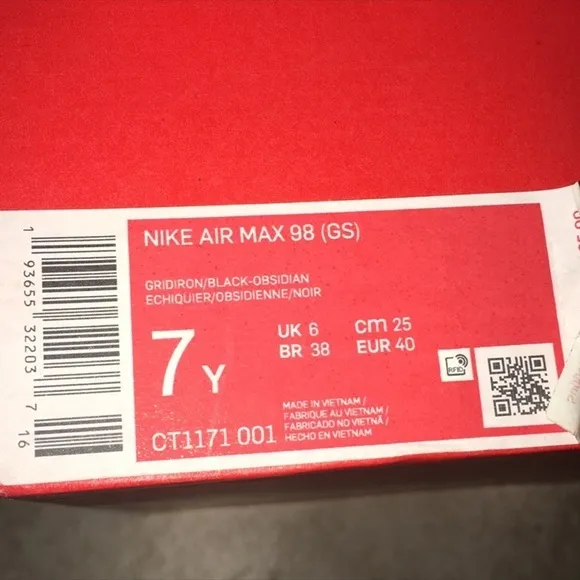 NIKE AIR MAX 98 (GS)
GRIDIRON/BLACK-OBSIDIAN
ECHIQUIER/OBSIDIENNE/NOIR
7 Y
UK 6 cm 25
BR 38 EUR 40
RFID
MADE IN VIETNAM /
FABRIQUE AU VIETNAM /
FABRICADO NO VIETNÃ /
HECHO EN VIETNAM
CT1171 001
1 93655 32203 7 16